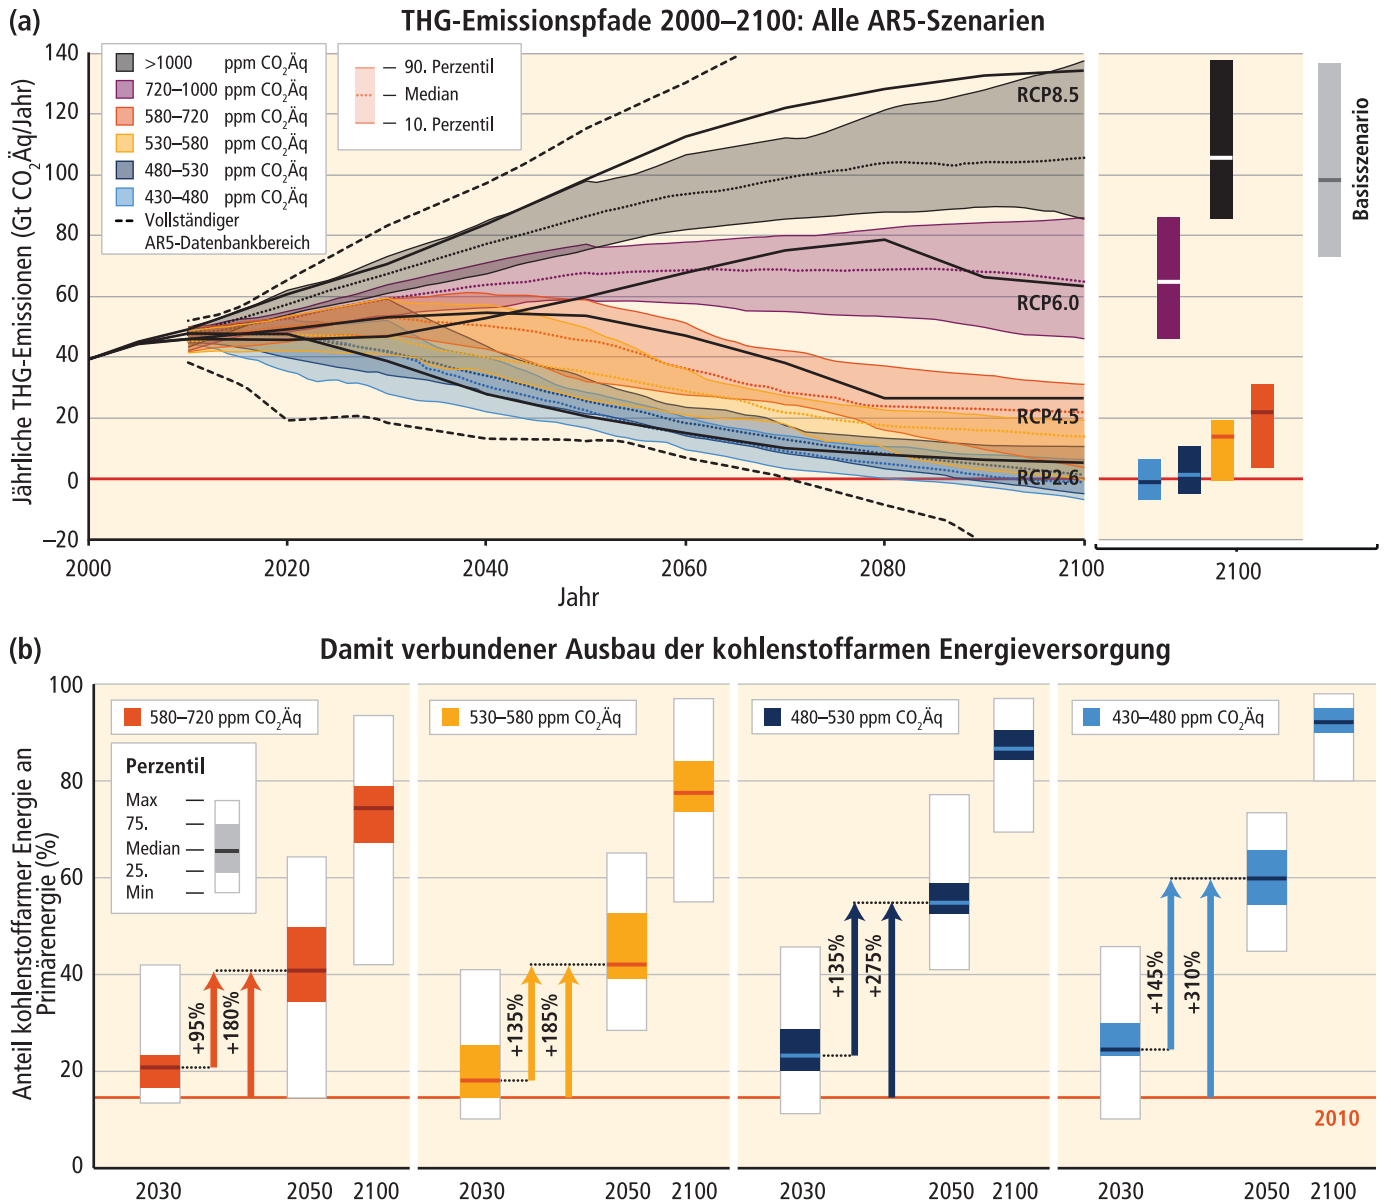 (a)
THG-Emissionspfade 2000–2100: Alle AR5-Szenarien
Jährliche THG-Emissionen (Gt CO₂Äq/Jahr)
140
120
100
80
60
40
20
0
–20
>1000 ppm CO₂Äq
720–1000 ppm CO₂Äq
580–720 ppm CO₂Äq
530–580 ppm CO₂Äq
480–530 ppm CO₂Äq
430–480 ppm CO₂Äq
Vollständiger
AR5-Datenbankbereich
90. Perzentil
Median
10. Perzentil
RCP8.5
RCP6.0
RCP4.5
RCP2.6
Basisszenario
2000 2020 2040 2060 2080 2100 2100
Jahr
(b)
Damit verbundener Ausbau der kohlenstoffarmen Energieversorgung
Anteil kohlenstoffarmer Energie an
Primärenergie (%)
100
80
60
40
20
0
580–720 ppm CO₂Äq
530–580 ppm CO₂Äq
480–530 ppm CO₂Äq
430–480 ppm CO₂Äq
Perzentil
Max
75.
Median
25.
Min
+95%
+180%
+135%
+185%
+135%
+275%
+145%
+310%
2010
2030 2050 2100 2030 2050 2100 2030 2050 2100 2030 2050 2100